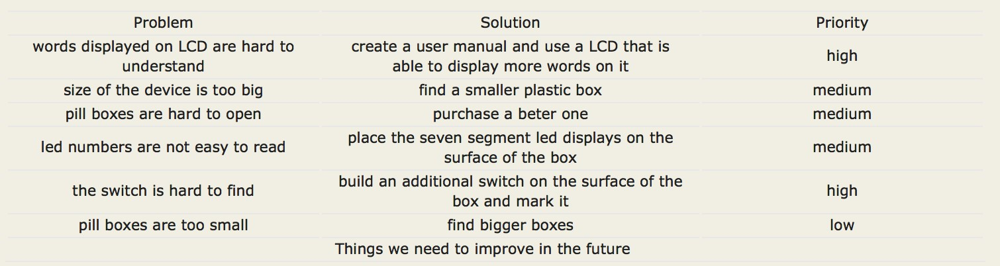 Problem Solution Priority
words displayed on LCD are hard to
understand
create a user manual and use a LCD that is
able to display more words on it
high
size of the device is too big find a smaller plastic box medium
pill boxes are hard to open purchase a beter one medium
led numbers are not easy to read
place the seven segment led displays on the
surface of the box
medium
the switch is hard to find
build an additional switch on the surface of the
box and mark it
high
pill boxes are too small find bigger boxes low
Things we need to improve in the future